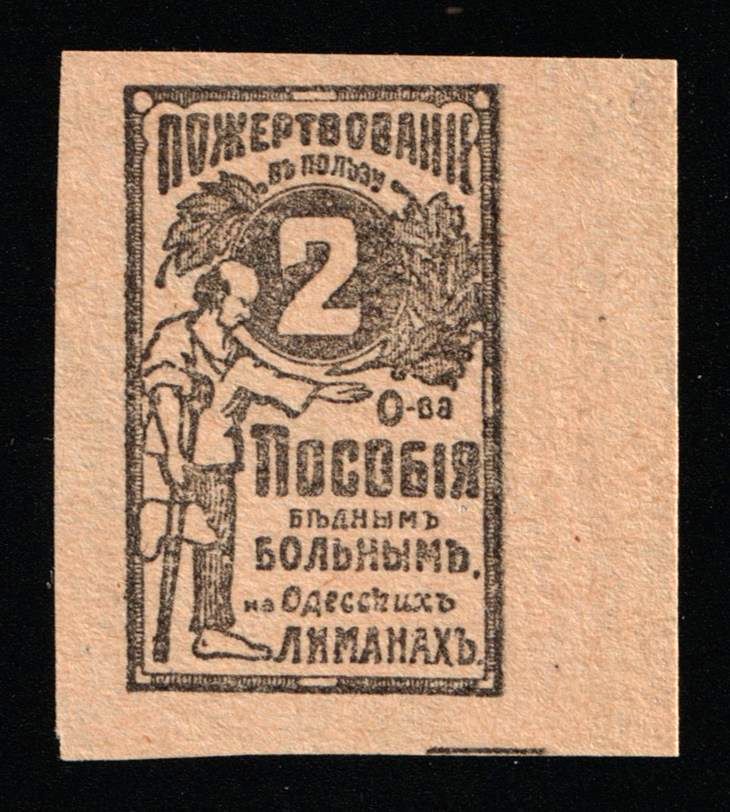 ПОЖЕРТВОВАНІЕ
въ пользу
2
О-ва
ПОСОБІЯ
БѢДНЫМЪ
БОЛЬНЫМЪ,
на Одесскихъ
ЛИМАНАХЪ.